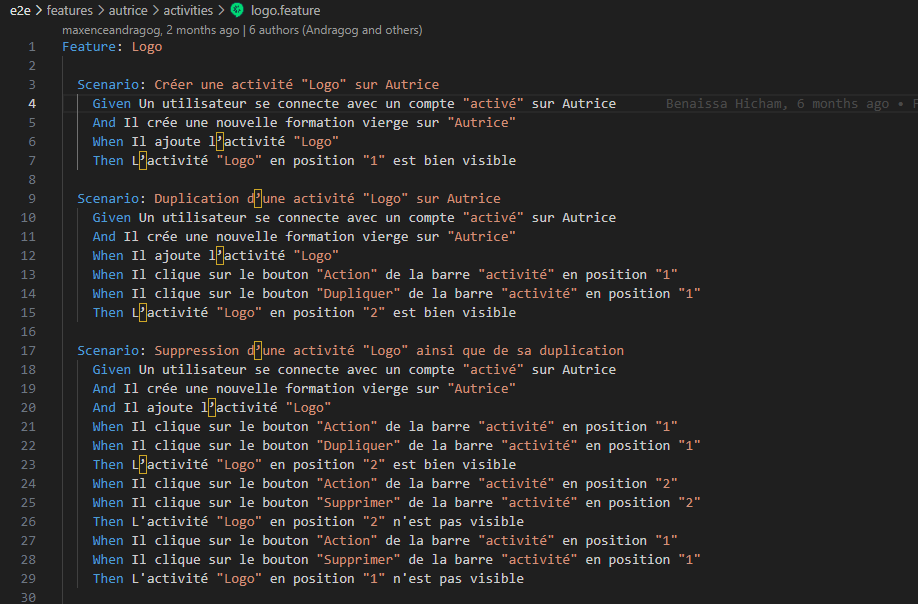 e2e > features > autrice > activities > logo.feature
maxenceandragog, 2 months ago | 6 authors (Andragog and others)
1 Feature: Logo
2
3 Scenario: Créer une activité "Logo" sur Autrice
4 Given Un utilisateur se connecte avec un compte "activé" sur Autrice Benaissa Hicham, 6 months ago •
5 And Il crée une nouvelle formation vierge sur "Autrice"
6 When Il ajoute l’activité "Logo"
7 Then L’activité "Logo" en position "1" est bien visible
8
9 Scenario: Duplication d’une activité "Logo" sur Autrice
10 Given Un utilisateur se connecte avec un compte "activé" sur Autrice
11 And Il crée une nouvelle formation vierge sur "Autrice"
12 When Il ajoute l’activité "Logo"
13 When Il clique sur le bouton "Action" de la barre "activité" en position "1"
14 When Il clique sur le bouton "Dupliquer" de la barre "activité" en position "1"
15 Then L’activité "Logo" en position "2" est bien visible
16
17 Scenario: Suppression d’une activité "Logo" ainsi que de sa duplication
18 Given Un utilisateur se connecte avec un compte "activé" sur Autrice
19 And Il crée une nouvelle formation vierge sur "Autrice"
20 And Il ajoute l’activité "Logo"
21 When Il clique sur le bouton "Action" de la barre "activité" en position "1"
22 When Il clique sur le bouton "Dupliquer" de la barre "activité" en position "1"
23 Then L’activité "Logo" en position "2" est bien visible
24 When Il clique sur le bouton "Action" de la barre "activité" en position "2"
25 When Il clique sur le bouton "Supprimer" de la barre "activité" en position "2"
26 Then L'activité "Logo" en position "2" n'est pas visible
27 When Il clique sur le bouton "Action" de la barre "activité" en position "1"
28 When Il clique sur le bouton "Supprimer" de la barre "activité" en position "1"
29 Then L'activité "Logo" en position "1" n'est pas visible
30